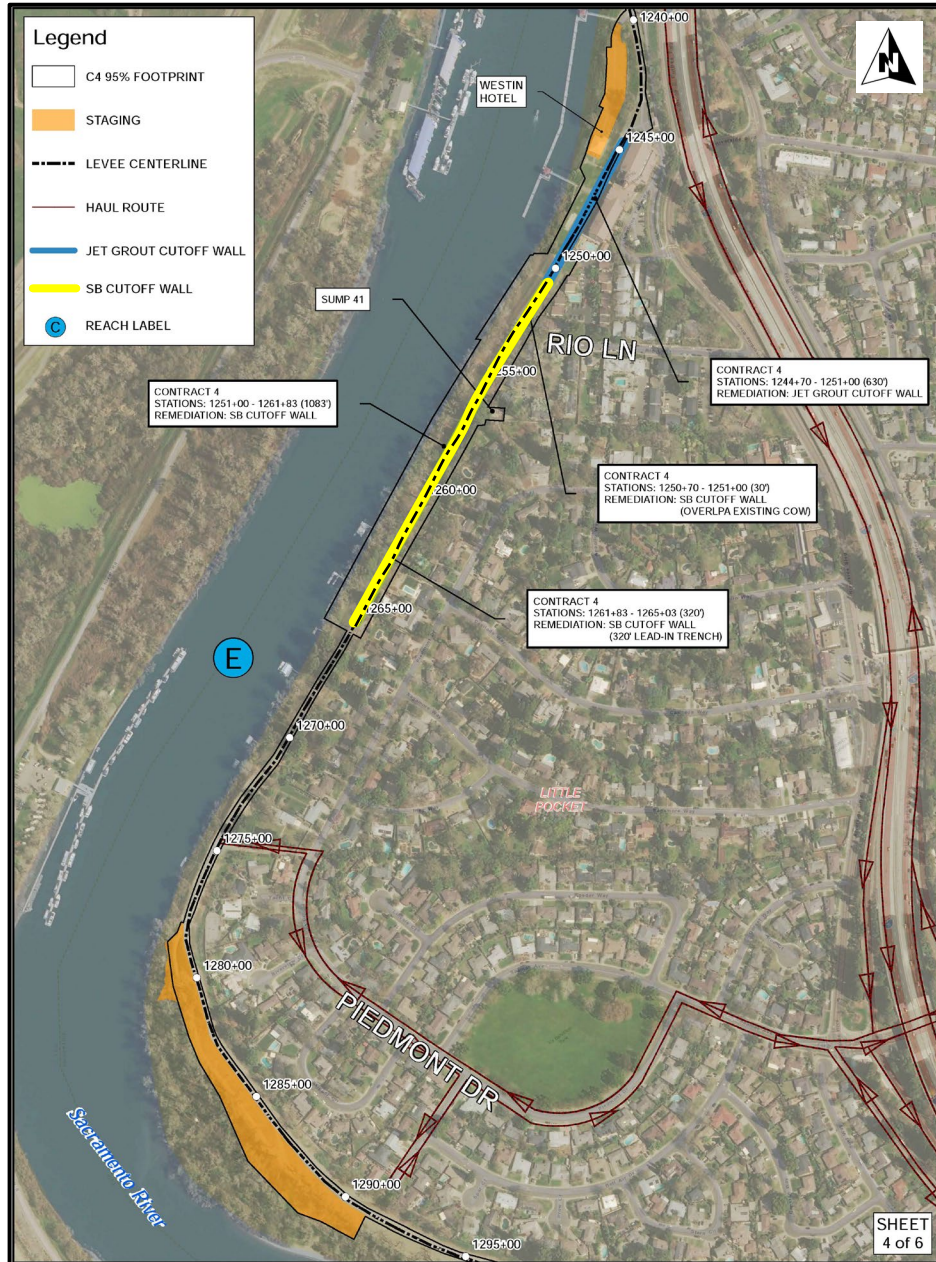 Legend
C4 95% FOOTPRINT
STAGING
LEVEE CENTERLINE
HAUL ROUTE
JET GROUT CUTOFF WALL
SB CUTOFF WALL
C
REACH LABEL
N
1240+00
WESTIN
HOTEL
1245+00
1250+00
SUMP 41
RIO LN
255+00
CONTRACT 4
STATIONS: 1244+70 - 1251+00 (630')
REMEDIATION: JET GROUT CUTOFF WALL
CONTRACT 4
STATIONS: 1251+00 - 1261+83 (1083')
REMEDIATION: SB CUTOFF WALL
CONTRACT 4
STATIONS: 1250+70 - 1251+00 (30')
REMEDIATION: SB CUTOFF WALL
(OVERLPA EXISTING COW)
1260+00
CONTRACT 4
STATIONS: 1261+83 - 1265+03 (320')
REMEDIATION: SB CUTOFF WALL
(320' LEAD-IN TRENCH)
1265+00
E
1270+00
LITTLE
POCKET
1275+00
1280+00
PIEDMONT DR
1285+00
Sacramento River
1290+00
1295+00
SHEET
4 of 6